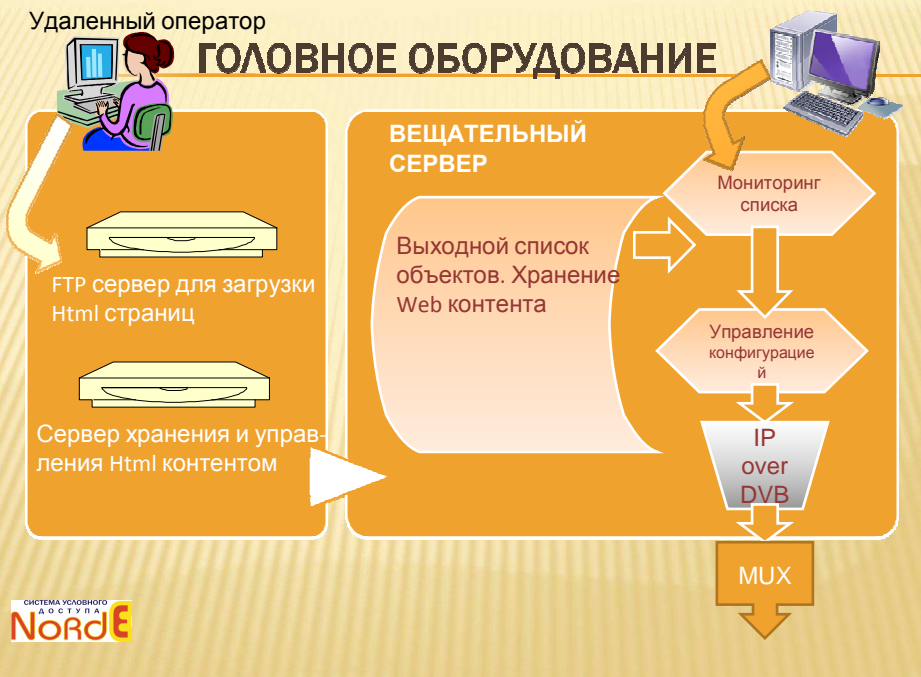 Удаленный оператор
ГОЛОВНОЕ ОБОРУДОВАНИЕ
FTP сервер для загрузки
Html страниц
Сервер хранения и управ-
ления Html контентом
ВЕЩАТЕЛЬНЫЙ
СЕРВЕР
Выходной список
объектов. Хранение
Web контента
Мониторинг
списка
Управление
конфигурацие
й
IP
over
DVB
MUX
СИСТЕМА УСЛОВНОГО
ДОСТУПА
NORdE